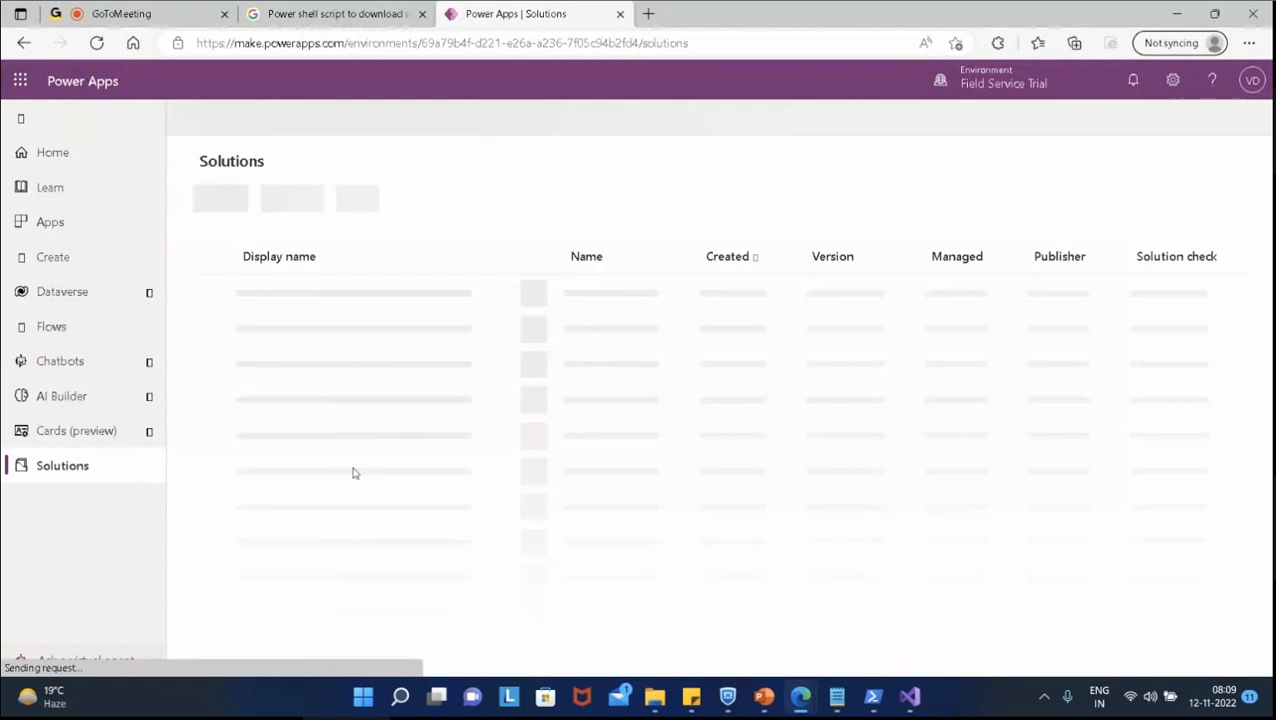 GoToMeeting
Power shell script to download s
Power Apps | Solutions
https://make.powerapps.com/environments/69a79b4f-d221-e26a-a236-7f05c94b2fd4/solutions
Not syncing
Power Apps
Environment
Field Service Trial
VD
Home
Learn
Apps
Create
Dataverse
Flows
Chatbots
AI Builder
Cards (preview)
Solutions
Solutions
Display name Name Created Version Managed Publisher Solution check
Sending request...
19°C
Haze
ENG
IN
08:09
12-11-2022
11